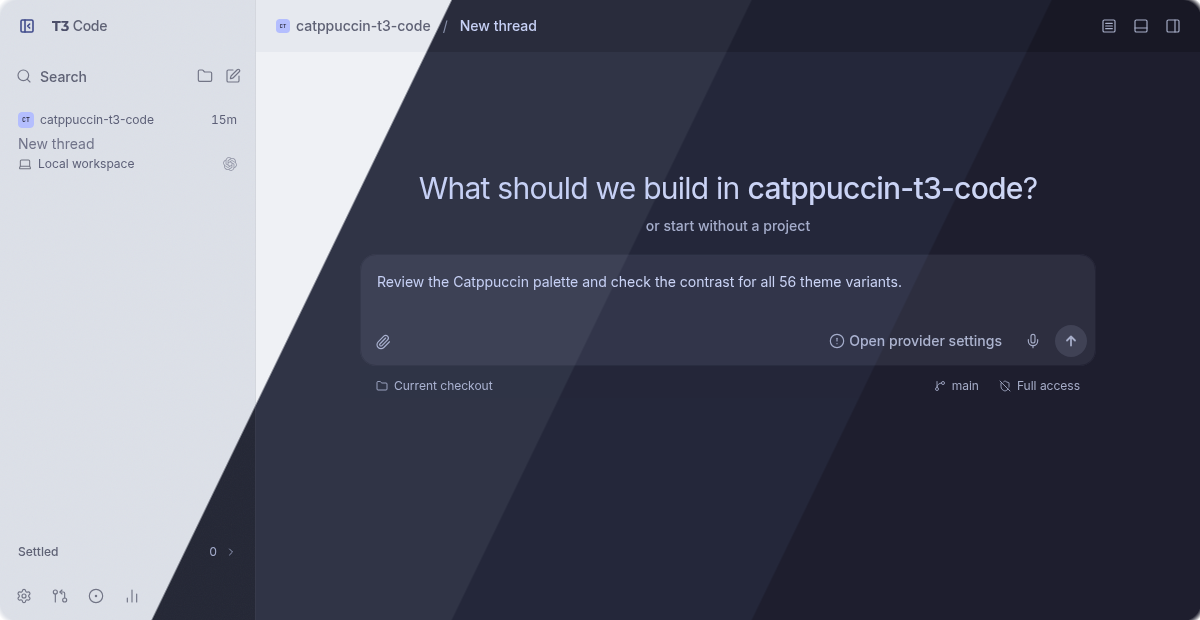 T3 Code
catppuccin-t3-code / New thread
Search
CT catppuccin-t3-code 15m
New thread
Local workspace
What should we build in catppuccin-t3-code?
or start without a project
Review the Catppuccin palette and check the contrast for all 56 theme variants.
Open provider settings
Current checkout
main
Full access
Settled 0